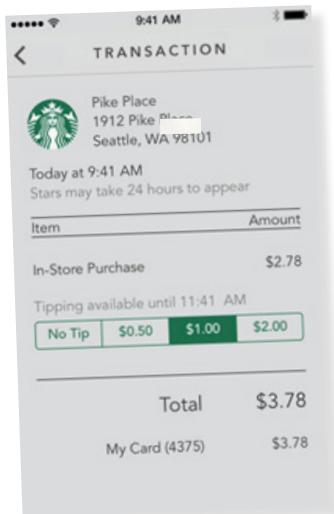 9:41 AM
TRANSACTION
Pike Place
1912 Pike
Seattle, WA 98101
Today at 9:41 AM
Stars may take 24 hours to appear
Item Amount
In-Store Purchase $2.78
Tipping available until 11:41 AM
No Tip $0.50 $1.00 $2.00
Total $3.78
My Card (4375) $3.78